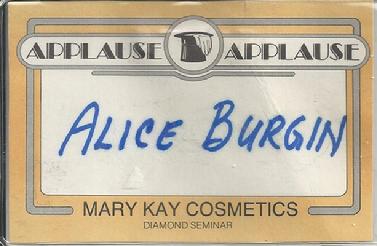 APPLAUSE APPLAUSE
ALICE BURGIN
MARY KAY COSMETICS
DIAMOND SEMINAR